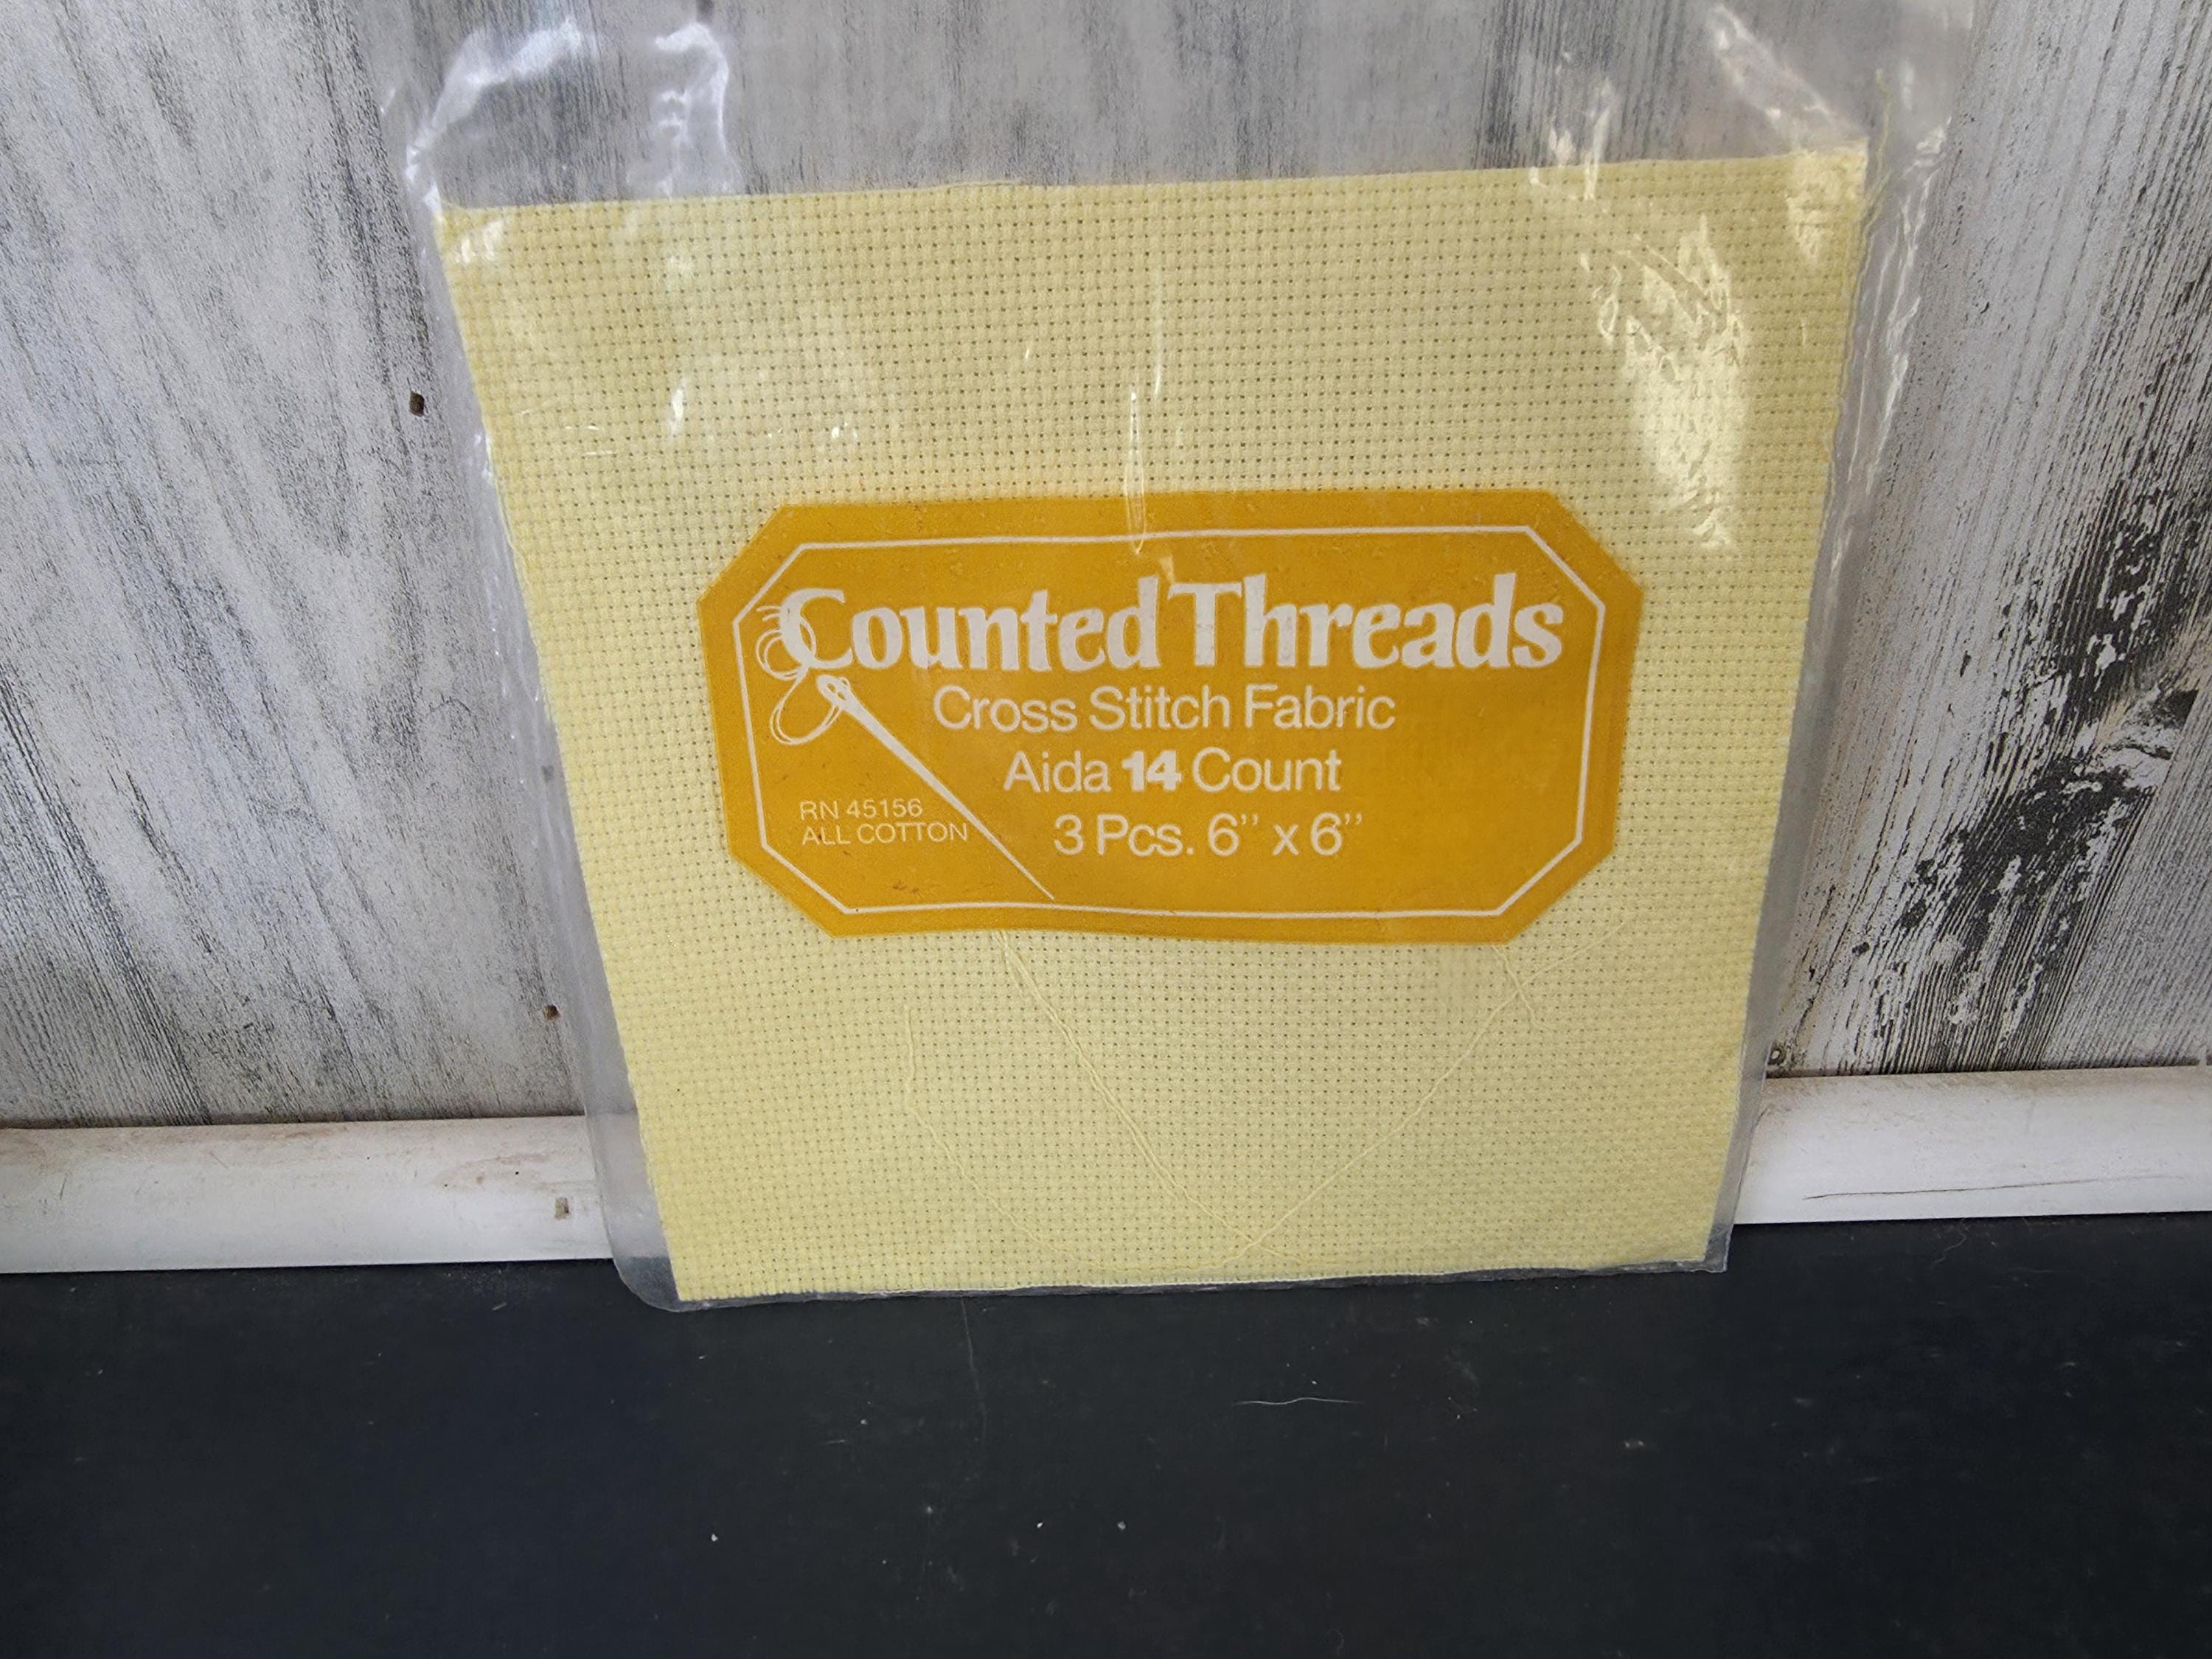 Counted Threads
Cross Stitch Fabric
Aida 14 Count
3 Pcs. 6" x 6"
RN 45156
ALL COTTON